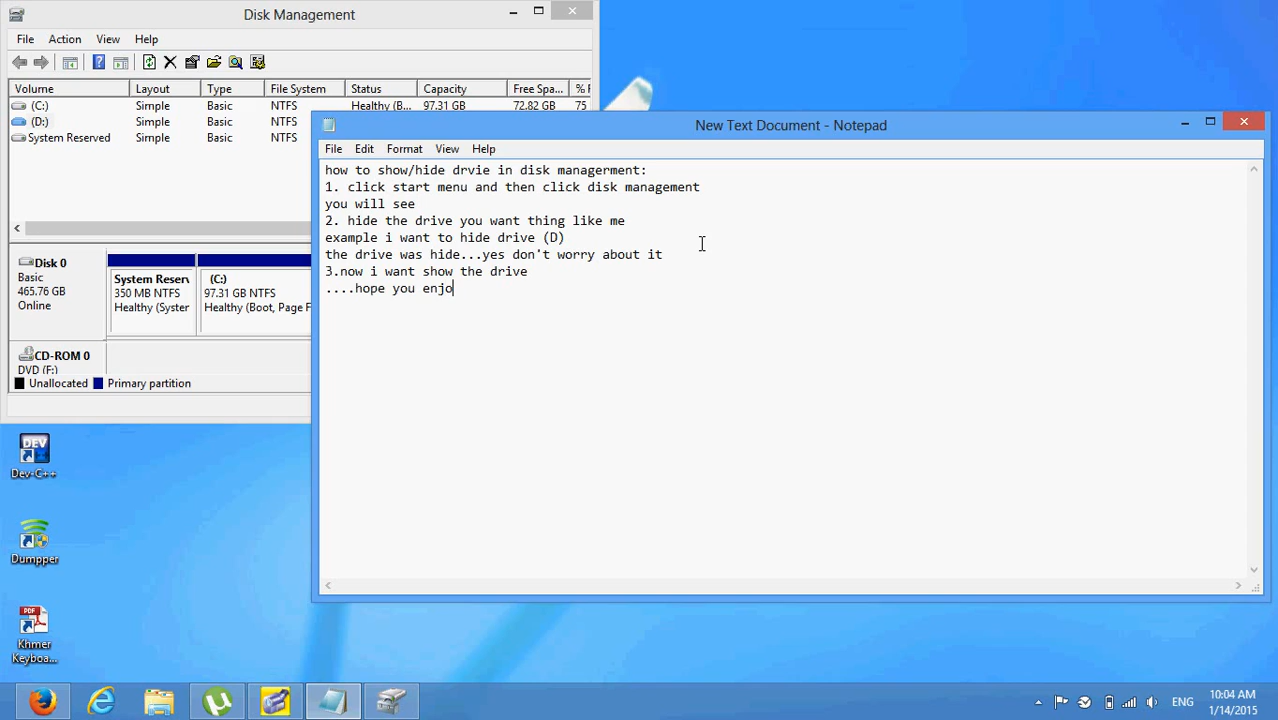 Disk Management
File Action View Help
Volume Layout Type File System Status Capacity Free Spa... % F
(C:) Simple Basic NTFS Healthy (B... 97.31 GB 72.82 GB 75
(D:) Simple Basic NTFS
System Reserved Simple Basic NTFS
Disk 0
Basic
465.76 GB
Online
System Reserv
350 MB NTFS
Healthy (Syster
(C:)
97.31 GB NTFS
Healthy (Boot, Page F
CD-ROM 0
DVD (F:)
Unallocated Primary partition
New Text Document - Notepad
File Edit Format View Help
how to show/hide drvie in disk managerment:
1. click start menu and then click disk management
you will see
2. hide the drive you want thing like me
example i want to hide drive (D)
the drive was hide...yes don't worry about it
3.now i want show the drive
....hope you enjo
DEV
Dev-C++
Dumpper
PDF
Khmer
Keyboa...
ENG
10:04 AM
1/14/2015